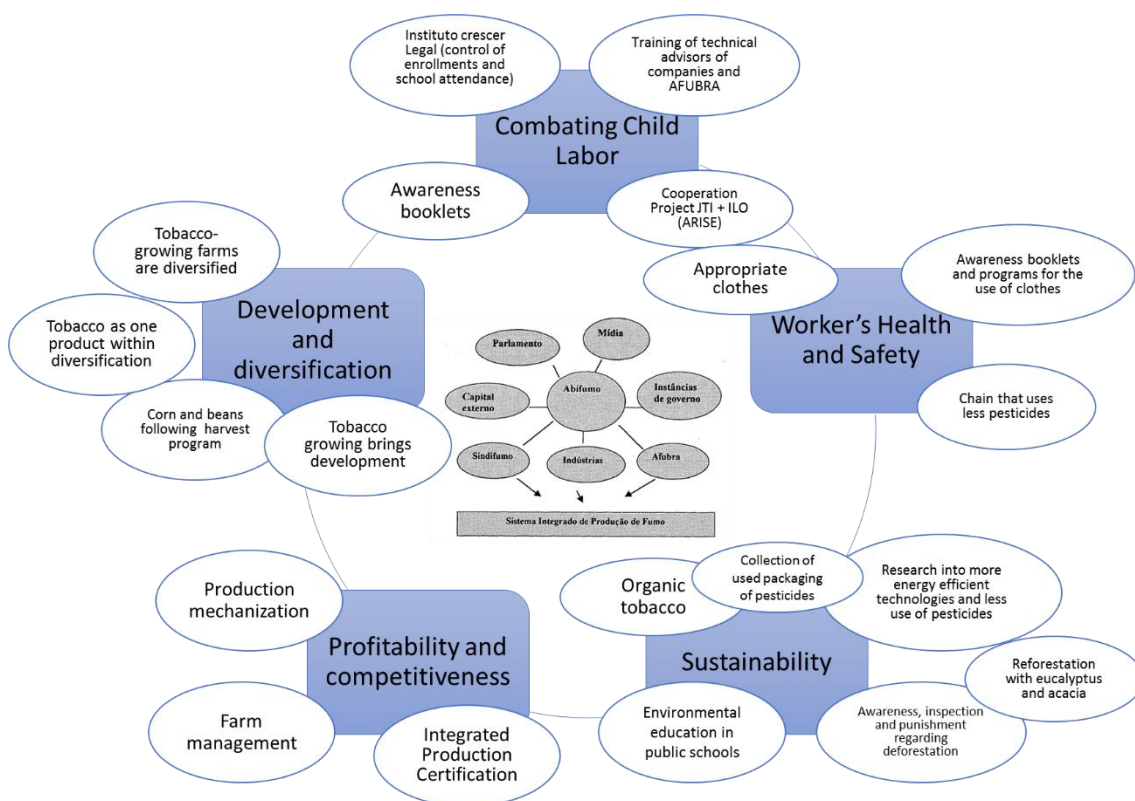 Instituto crescer
Legal (control of
enrollments and
school attendance)
Training of technical
advisors of
companies and
AFUBRA
Combating Child
Labor
Awareness
booklets
Cooperation
Project JTI + ILO
(ARISE)
Tobacco-
growing farms
are diversified
Tobacco as one
product within
diversification
Development
and
diversification
Corn and beans
following harvest
program
Tobacco
growing brings
development
Appropriate
clothes
Awareness booklets
and programs for the
use of clothes
Worker’s Health
and Safety
Chain that uses
less pesticides
Parlamento
Mídia
Abifumo
Capital
externo
Instâncias
de governo
Sindifumo
Indústrias
Afubra
Sistema Integrado de Produção de Fumo
Production
mechanization
Profitability and
competitiveness
Farm
management
Integrated
Production
Certification
Organic
tobacco
Collection of
used packaging
of pesticides
Research into more
energy efficient
technologies and less
use of pesticides
Sustainability
Reforestation
with eucalyptus
and acacia
Environmental
education in
public schools
Awareness, inspection
and punishment
regarding
deforestation